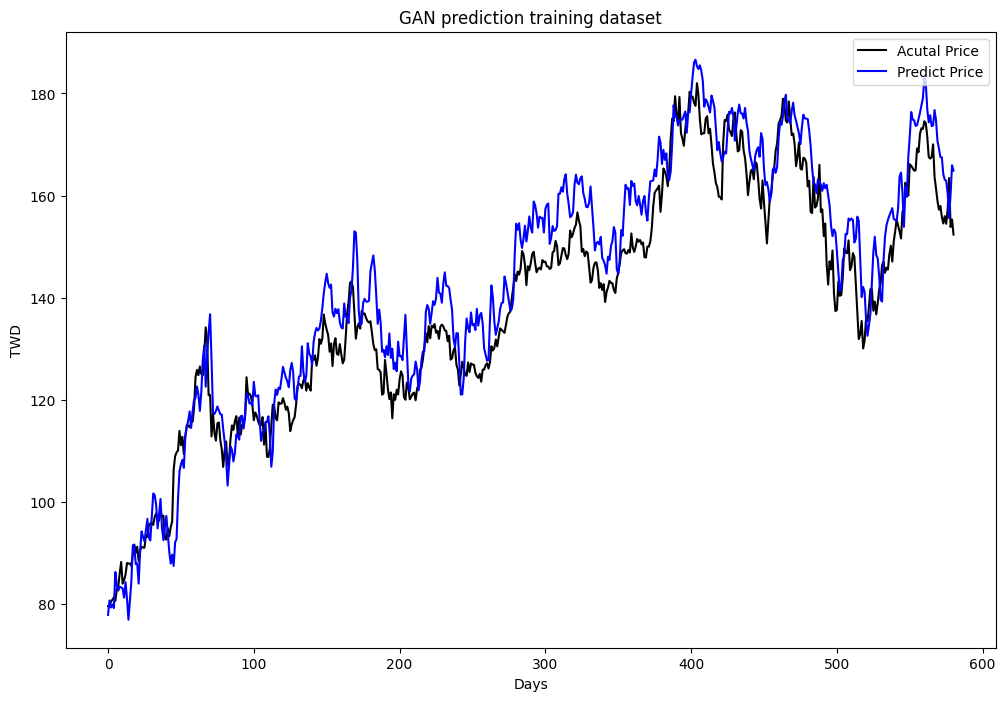 GAN prediction training dataset
Acutal Price
Predict Price
TWD
180
160
140
120
100
80
0 100 200 300 400 500 600
Days